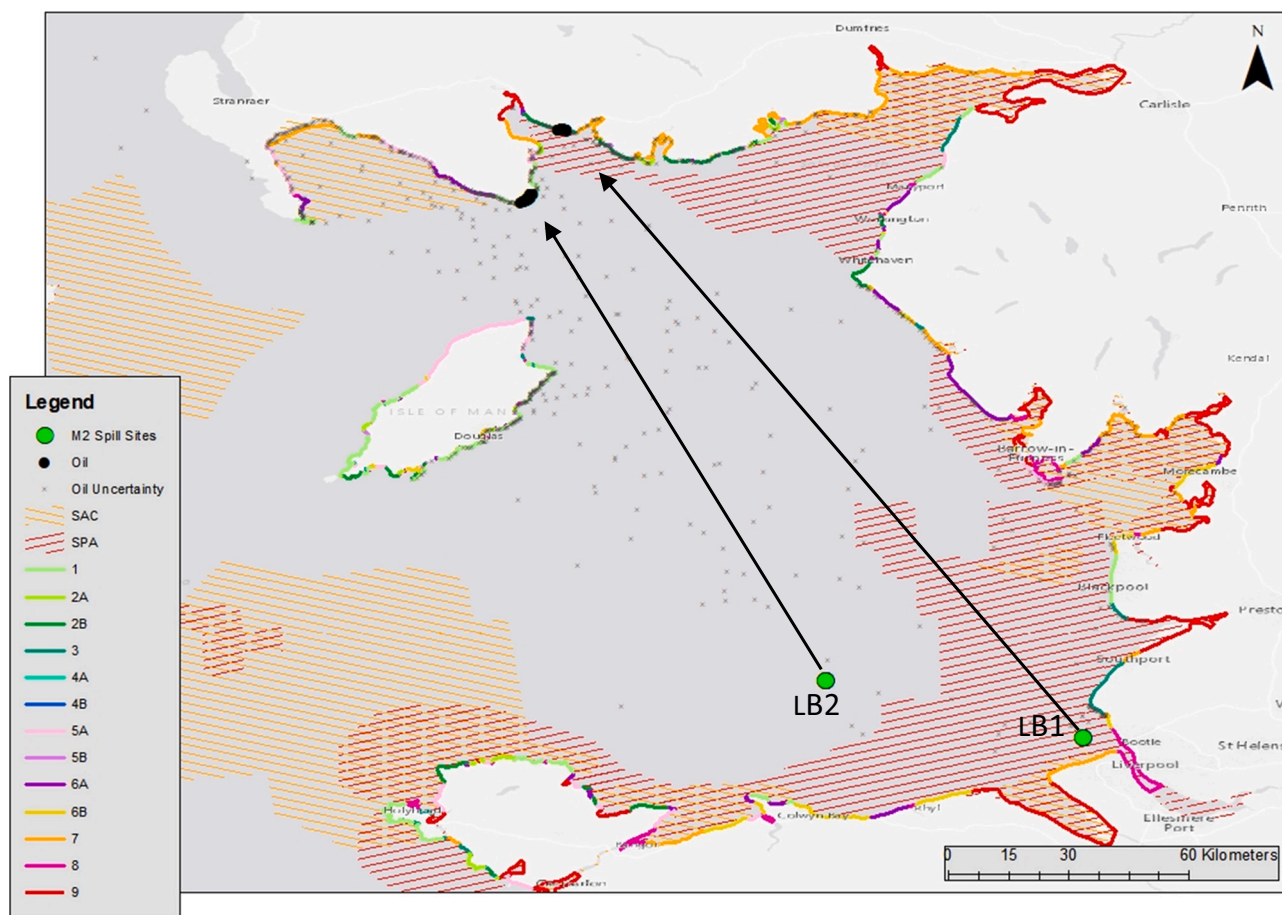 Dumfries
N
Stranraer
Carlisle
Maryport
Penrith
Workington
Whitehaven
Kendal
ISLE OF MAN
Douglas
Barrow-in-
Furness
Morecambe
Fleetwood
Blackpool
Presto
Southport
LB2
LB1
Bootle
St Helens
Liverpool
Ellesmere
Port
Holyhead
Colwyn Bay
Rhyl
Bangor
Caernarfon
0 15 30 60 Kilometers
Legend
M2 Spill Sites
Oil
Oil Uncertainty
SAC
SPA
1
2A
2B
3
4A
4B
5A
5B
6A
6B
7
8
9